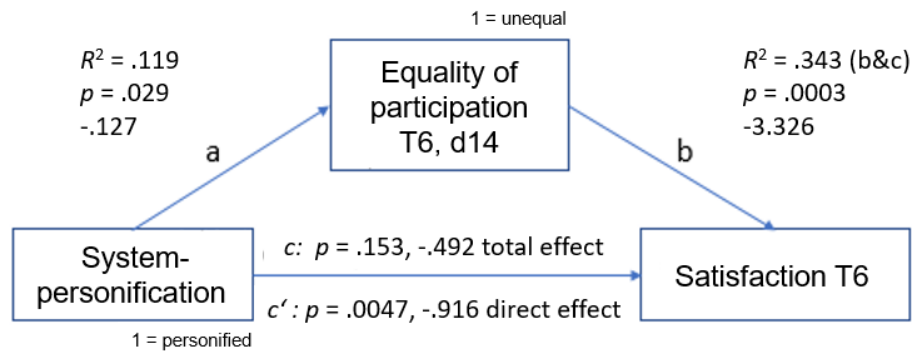 1 = unequal
R² = .119
p = .029
-.127
Equality of
participation
T6, d14
R² = .343 (b&c)
p = .0003
-3.326
a
b
System-
personification
1 = personified
c: p = .153, -.492 total effect
c‘ : p = .0047, -.916 direct effect
Satisfaction T6